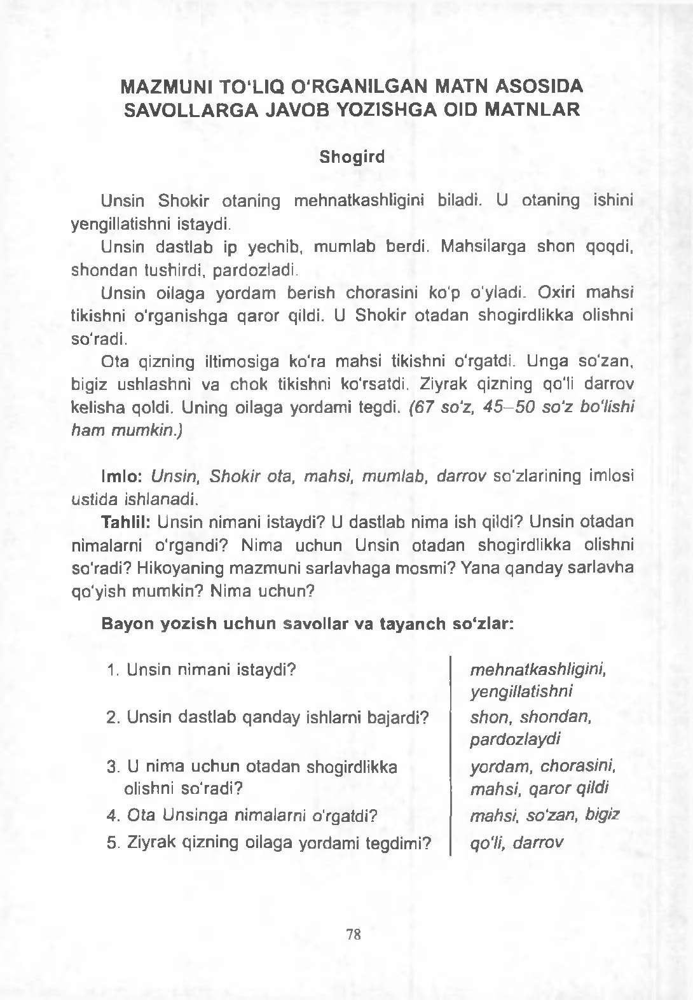 MAZMUNI TO‘LIQ O‘RGANILGAN MATN ASOSIDA
SAVOLLARGA JAVOB YOZISHGA OID MATNLAR
Shogird
Unsin Shokir otaning mehnatkashligini biladi. U otaning ishini
yengillatishni istaydi.
Unsin dastlab ip yechib, mumlab berdi. Mahsilarga shon qoqdi,
shondan tushirdi, pardozladi.
Unsin oilaga yordam berish chorasini ko‘p o‘yladi. Oxiri mahsi
tikishni o‘rganishga qaror qildi. U Shokir otadan shogirdlikka olishni
so‘radi.
Ota qizning iltimosiga ko‘ra mahsi tikishni o‘rgatdi. Unga so‘zan,
bigiz ushlashni va chok tikishni ko‘rsatdi. Ziyrak qizning qo‘li darrov
kelisha qoldi. Uning oilaga yordami tegdi. (67 so‘z, 45–50 so‘z bo‘lishi
ham mumkin.)
Imlo: Unsin, Shokir ota, mahsi, mumlab, darrov so‘zlarining imlosi
ustida ishlanadi.
Tahlil: Unsin nimani istaydi? U dastlab nima ish qildi? Unsin otadan
nimalarni o‘rgandi? Nima uchun Unsin otadan shogirdlikka olishni
so‘radi? Hikoyaning mazmuni sarlavhaga mosmi? Yana qanday sarlavha
qo‘yish mumkin? Nima uchun?
Bayon yozish uchun savollar va tayanch so‘zlar:
1. Unsin nimani istaydi? mehnatkashligini,
yengillatishni
2. Unsin dastlab qanday ishlarni bajardi? shon, shondan,
pardozlaydi
3. U nima uchun otadan shogirdlikka yordam, chorasini,
olishni so‘radi? mahsi, qaror qildi
4. Ota Unsinga nimalarni o‘rgatdi? mahsi, so‘zan, bigiz
5. Ziyrak qizning oilaga yordami tegdimi? qo‘li, darrov
78